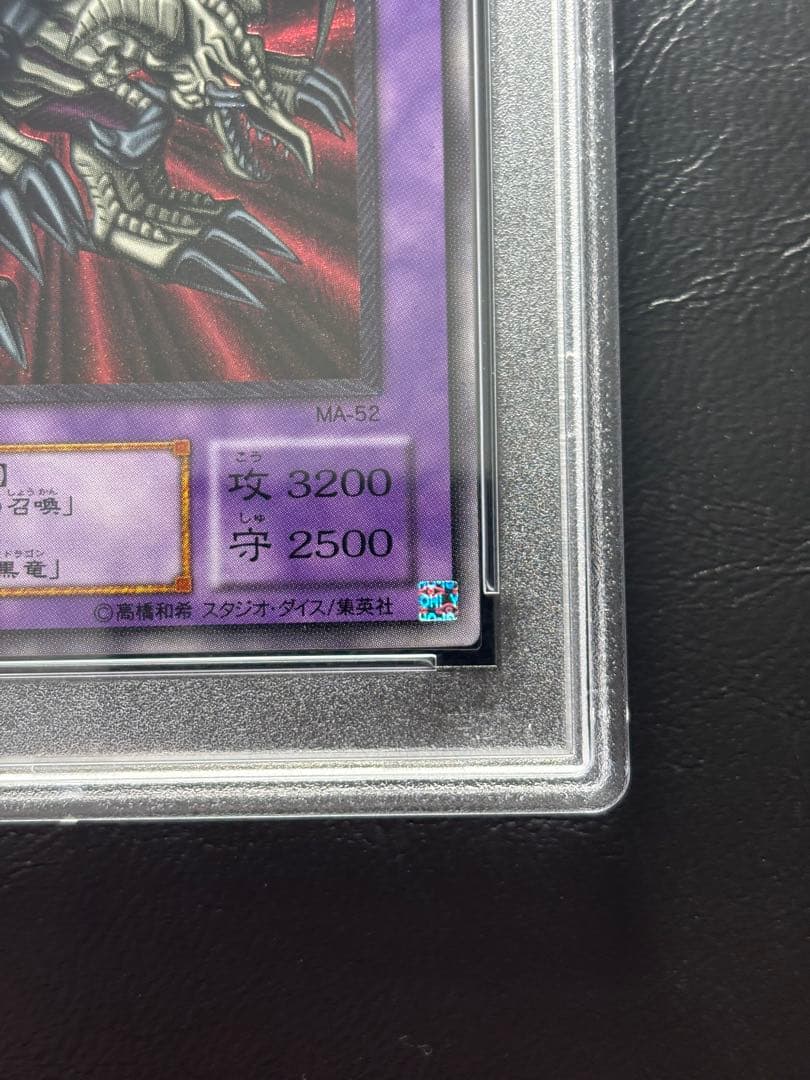 MA-52
】
しょうかん
召喚」
ドラゴン
黒竜」
こう
攻 3200
しゅ
守 2500
©高橋和希 スタジオ・ダイス/集英社